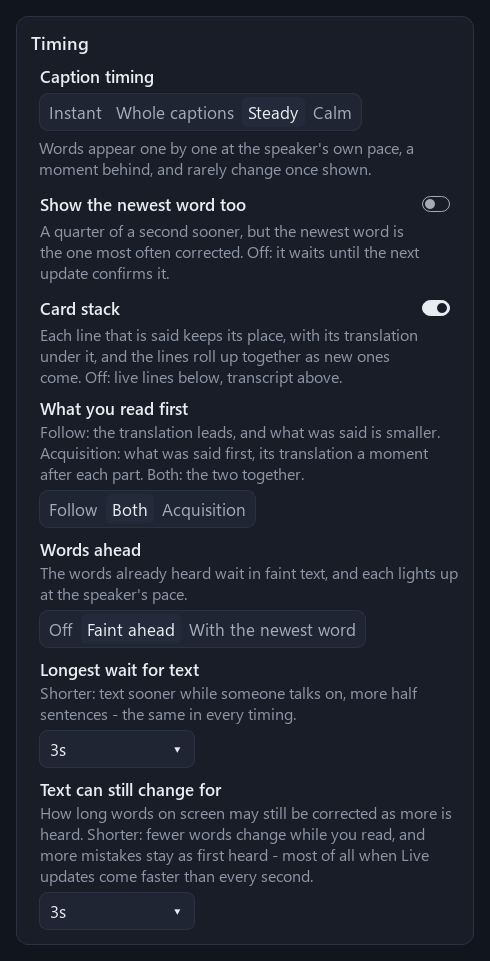 Timing
Caption timing
Instant Whole captions Steady Calm
Words appear one by one at the speaker's own pace, a
moment behind, and rarely change once shown.
Show the newest word too
A quarter of a second sooner, but the newest word is
the one most often corrected. Off: it waits until the next
update confirms it.
Card stack
Each line that is said keeps its place, with its translation
under it, and the lines roll up together as new ones
come. Off: live lines below, transcript above.
What you read first
Follow: the translation leads, and what was said is smaller.
Acquisition: what was said first, its translation a moment
after each part. Both: the two together.
Follow Both Acquisition
Words ahead
The words already heard wait in faint text, and each lights up
at the speaker's pace.
Off Faint ahead With the newest word
Longest wait for text
Shorter: text sooner while someone talks on, more half
sentences - the same in every timing.
3s
Text can still change for
How long words on screen may still be corrected as more is
heard. Shorter: fewer words change while you read, and
more mistakes stay as first heard - most of all when Live
updates come faster than every second.
3s